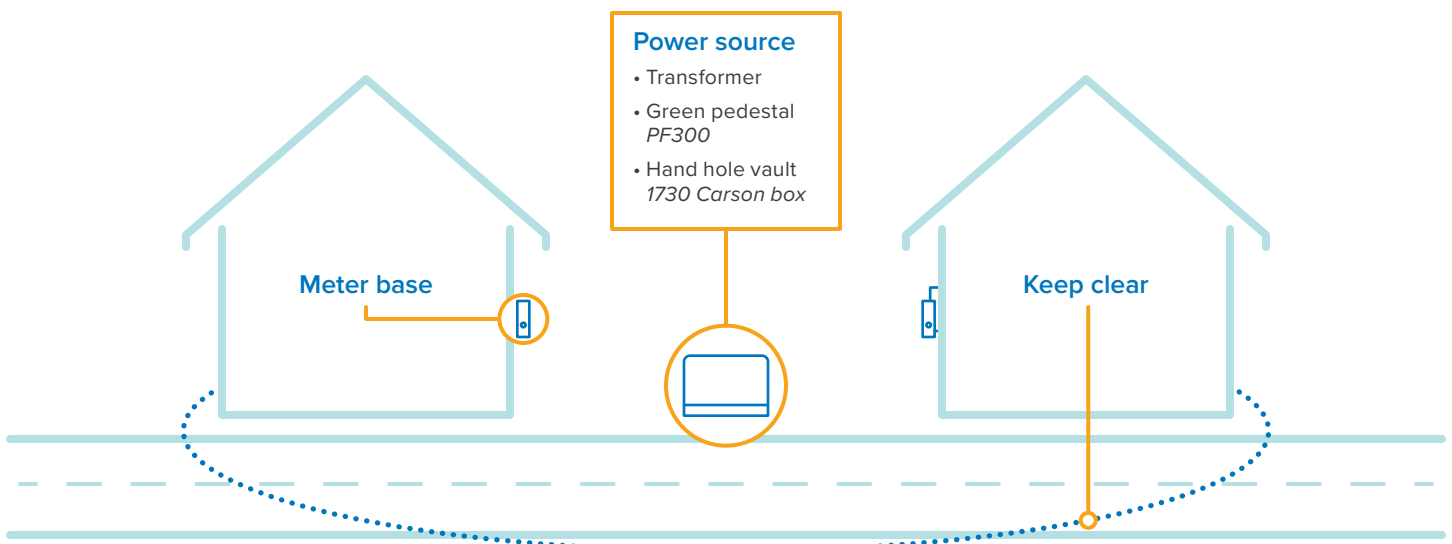 Power source
• Transformer
• Green pedestal
PF300
• Hand hole vault
1730 Carson box
Meter base
Keep clear